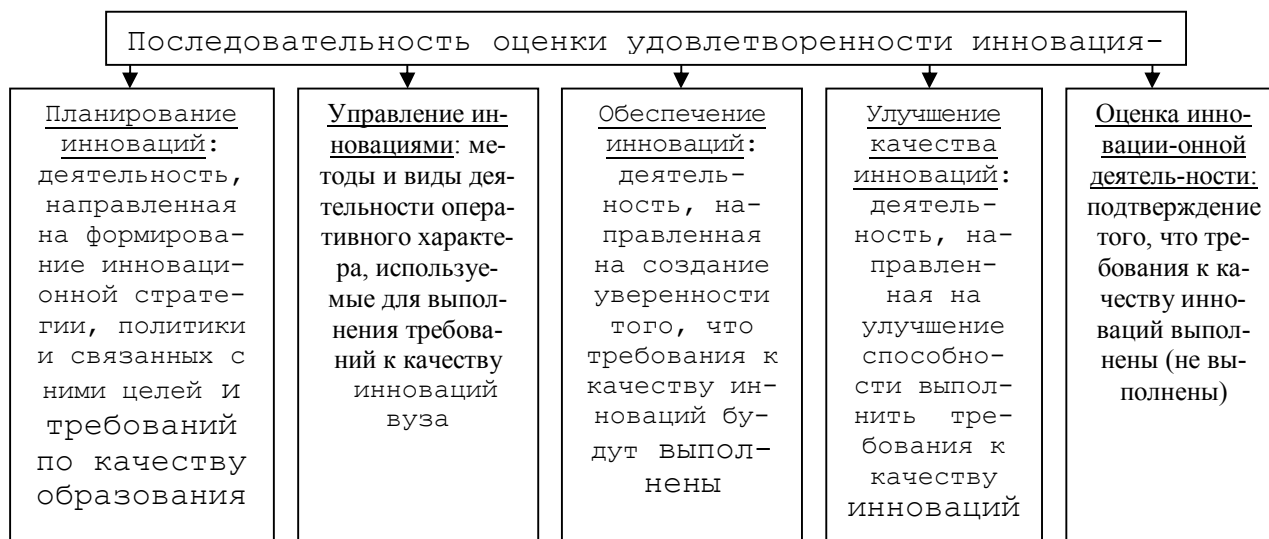 Последовательность оценки удовлетворенности инновация-
Планирование
инноваций:
деятельность,
направленная
на формирова-
ние инноваци-
онной страте-
гии, политики
и связанных с
ними целей и
требований
по качеству
образования
Управление ин-
новациями: ме-
тоды и виды дея-
тельности опера-
тивного характе-
ра, используе-
мые для выпол-
нения требова-
ний к качеству
инноваций
вуза
Обеспечение
инноваций:
деятель-
ность, на-
правленная
на создание
уверенности
того, что
требования к
качеству ин-
новаций бу-
дут выпол-
нены
Улучшение
качества
инноваций:
деятель-
ность, на-
правлен-
ная на
улучшение
способно-
сти выпол-
нить тре-
бования к
качеству
инноваций
Оценка инно-
вации-онной
деятель-ности:
подтверждение
того, что тре-
бования к ка-
честву инно-
ваций выпол-
нены (не вы-
полнены)